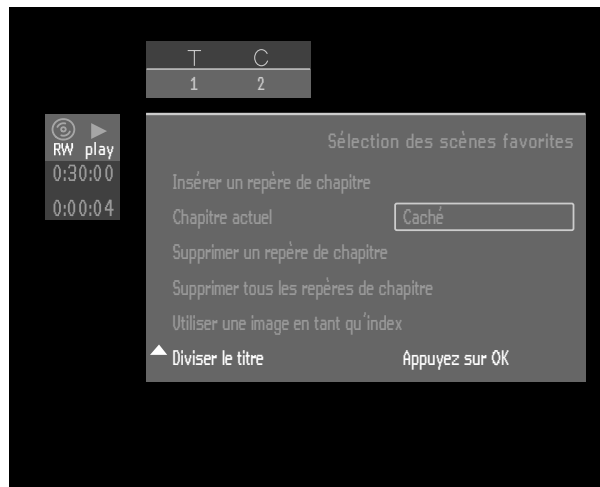 T C
1 2
RW play
0:30:00
0:00:04
Sélection des scènes favorites
Insérer un repère de chapitre
Chapitre actuel Caché
Supprimer un repère de chapitre
Supprimer tous les repères de chapitre
Utiliser une image en tant qu'index
Diviser le titre Appuyez sur OK